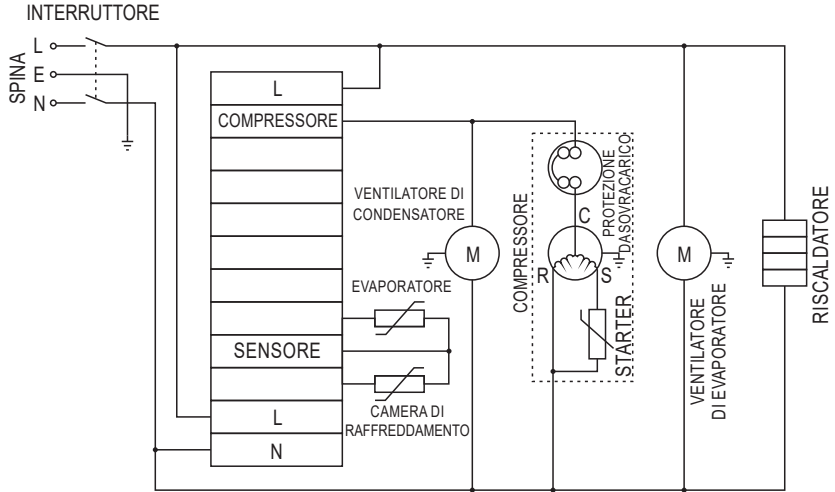 INTERRUTTORE
SPINA
L
E
N
L
COMPRESSORE
SENSORE
L
N
VENTILATORE DI
CONDENSATORE
M
EVAPORATORE
CAMERA DI
RAFFREDDAMENTO
COMPRESSORE
PROTEZIONE
DASOVRACARICO
C
R
S
STARTER
M
VENTILATORE
DI EVAPORATORE
RISCALDATORE